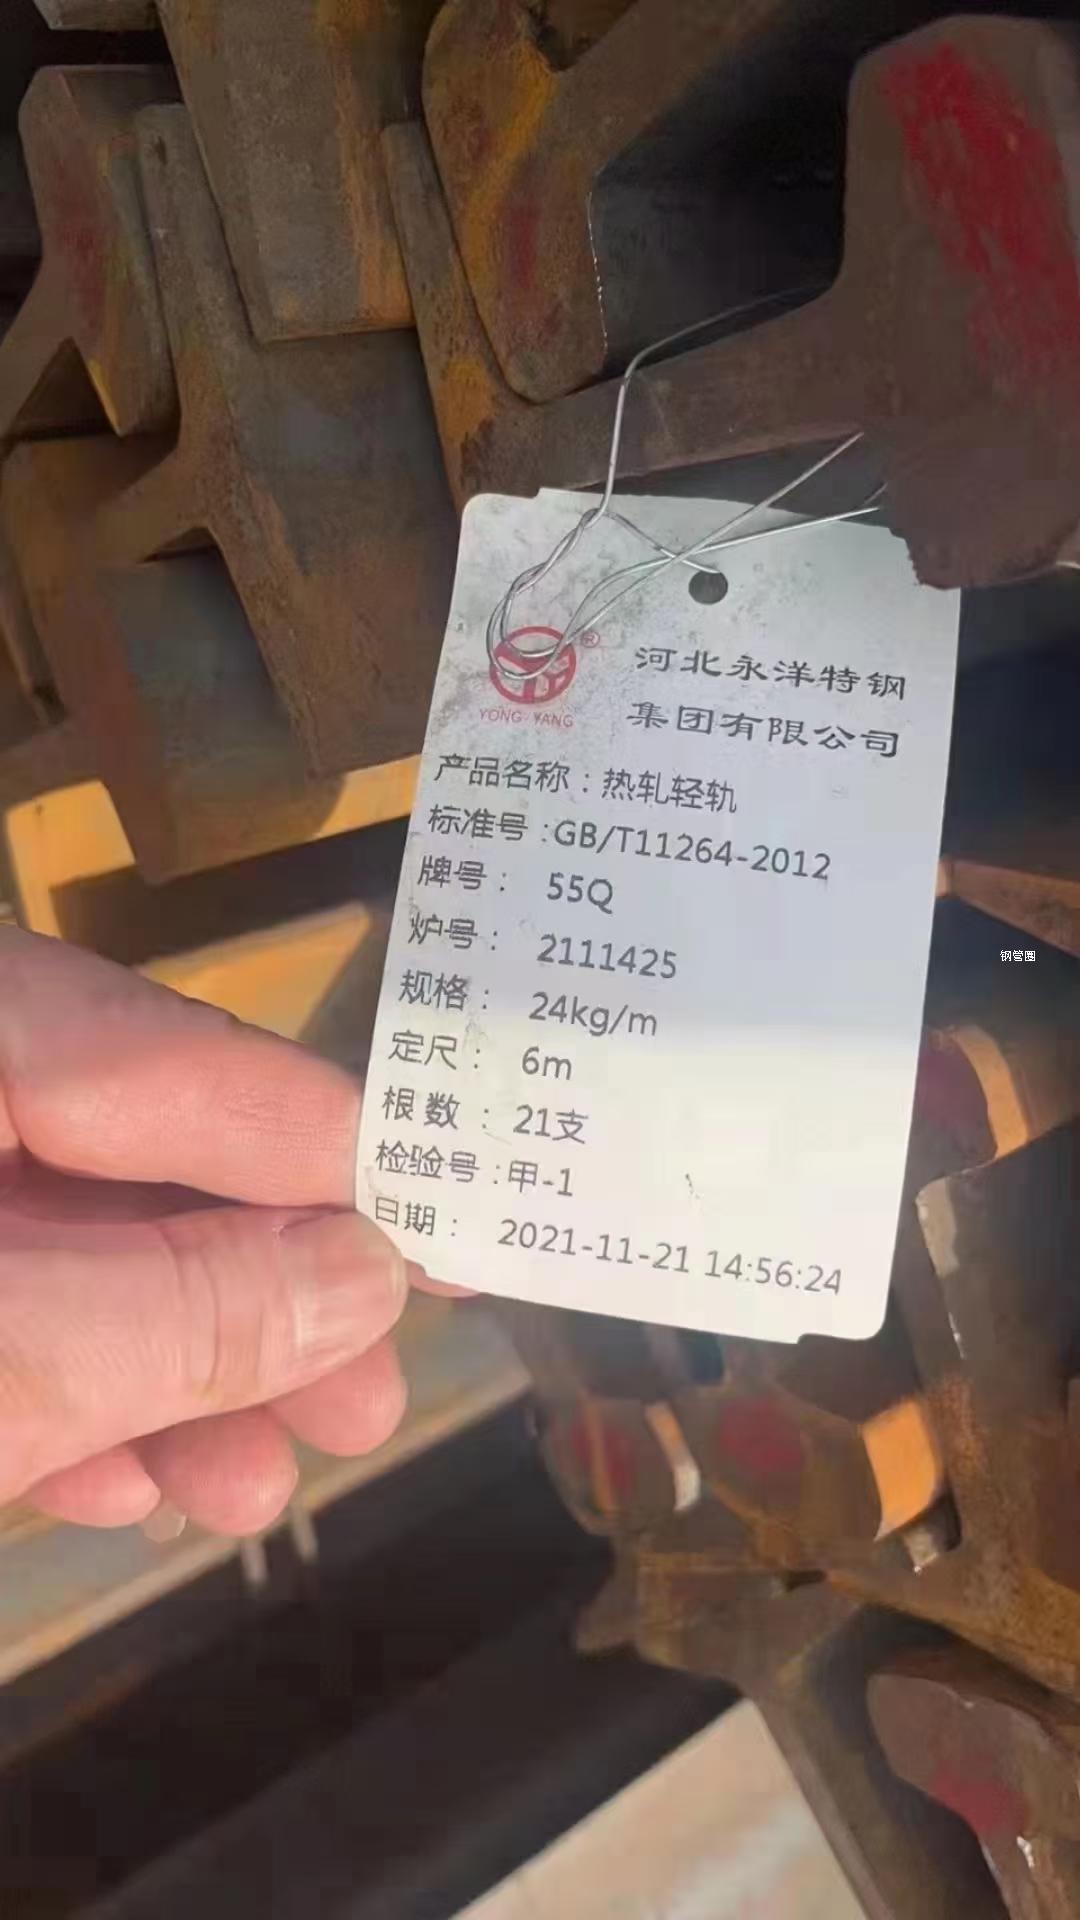 河北永洋特钢
集团有限公司
®
YONG YANG
产品名称：热轧轻轨
标准号：GB/T11264-2012
牌号： 55Q
炉号： 2111425
规格： 24kg/m
定尺： 6m
根数： 21支
检验号：甲-1
日期： 2021-11-21 14:56:24
钢管圈